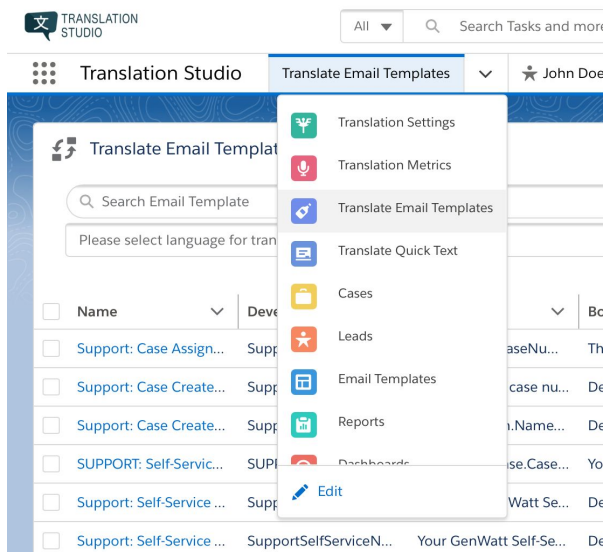 TRANSLATION
STUDIO
All
Search Tasks and more
Translation Studio
Translate Email Templates
John Doe
Translate Email Templat
Search Email Template
Please select language for tran
Translation Settings
Translation Metrics
Translate Email Templates
Translate Quick Text
Cases
Leads
Email Templates
Reports
Dashboards
Edit
Name Deve Bo
Support: Case Assign... Supp aseNu... Th
Support: Case Create... Supp case nu... De
Support: Case Create... Supp n.Name... De
SUPPORT: Self-Servic... SUPP se.Case... Yo
Support: Self-Service ... Supp Watt Se... De
Support: Self-Service ... SupportSelfServiceN... Your GenWatt Self-Se... De